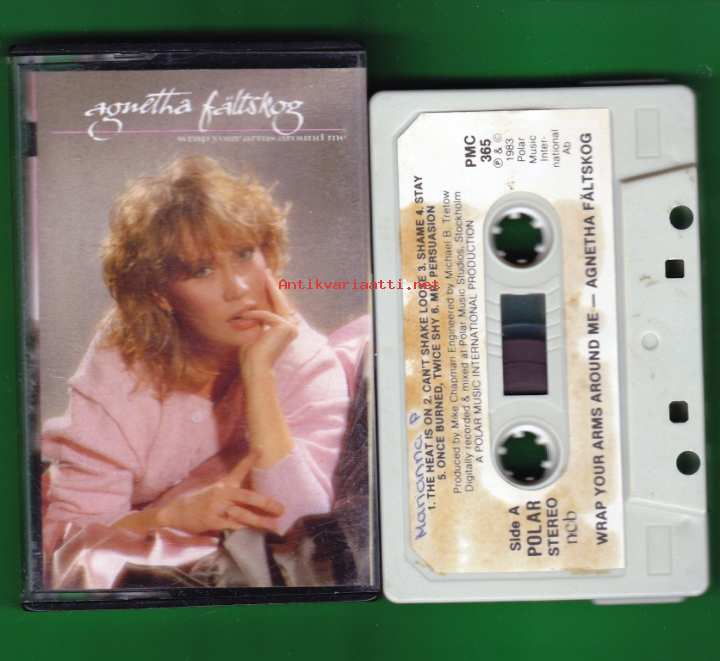 agnetha fältskog
wrap your arms around me
Antikvariaatti.net
PMC
365
℗ & ©
1983
Polar
Music
Inter-
national
Ab
1. THE HEAT IS ON 2. CAN'T SHAKE LOOSE 3. SHAME 4. STAY
5. ONCE BURNED, TWICE SHY 6. MR. PERSUASION
Produced by Mike Chapman Engineered by Michael B. Tretow
Digitally recorded & mixed at Polar Music Studios, Stockholm
A POLAR MUSIC INTERNATIONAL PRODUCTION
Marianna P
Side A
POLAR
STEREO
ncb
WRAP YOUR ARMS AROUND ME — AGNETHA FÄLTSKOG